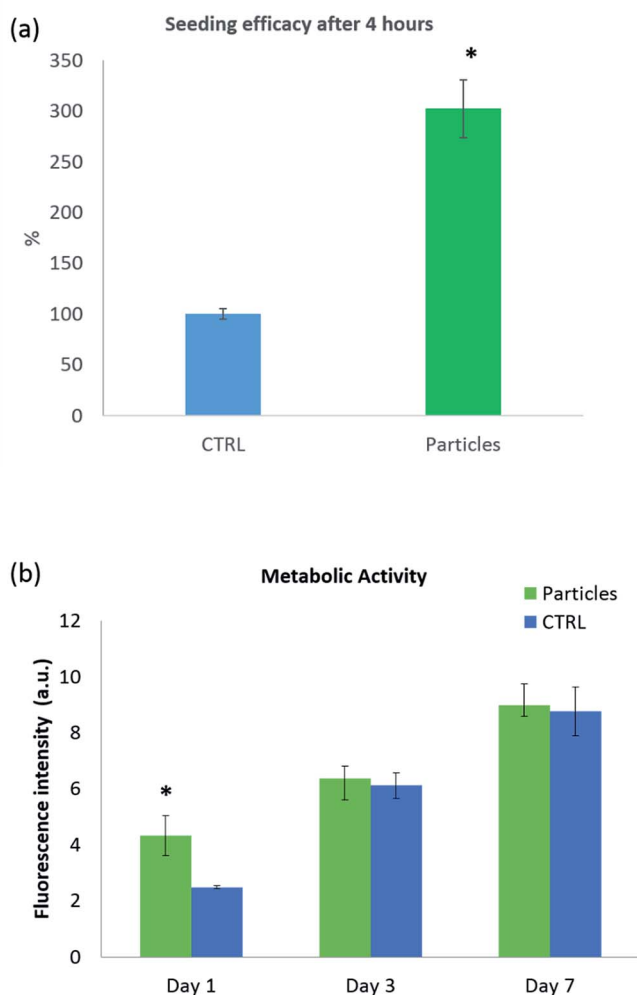 (a)
Seeding efficacy after 4 hours
*
350
300
250
200
150
100
50
0
%
CTRL
Particles
(b)
Metabolic Activity
Particles
CTRL
12
10
8
6
4
2
0
Fluorescence intensity (a.u.)
*
Day 1
Day 3
Day 7